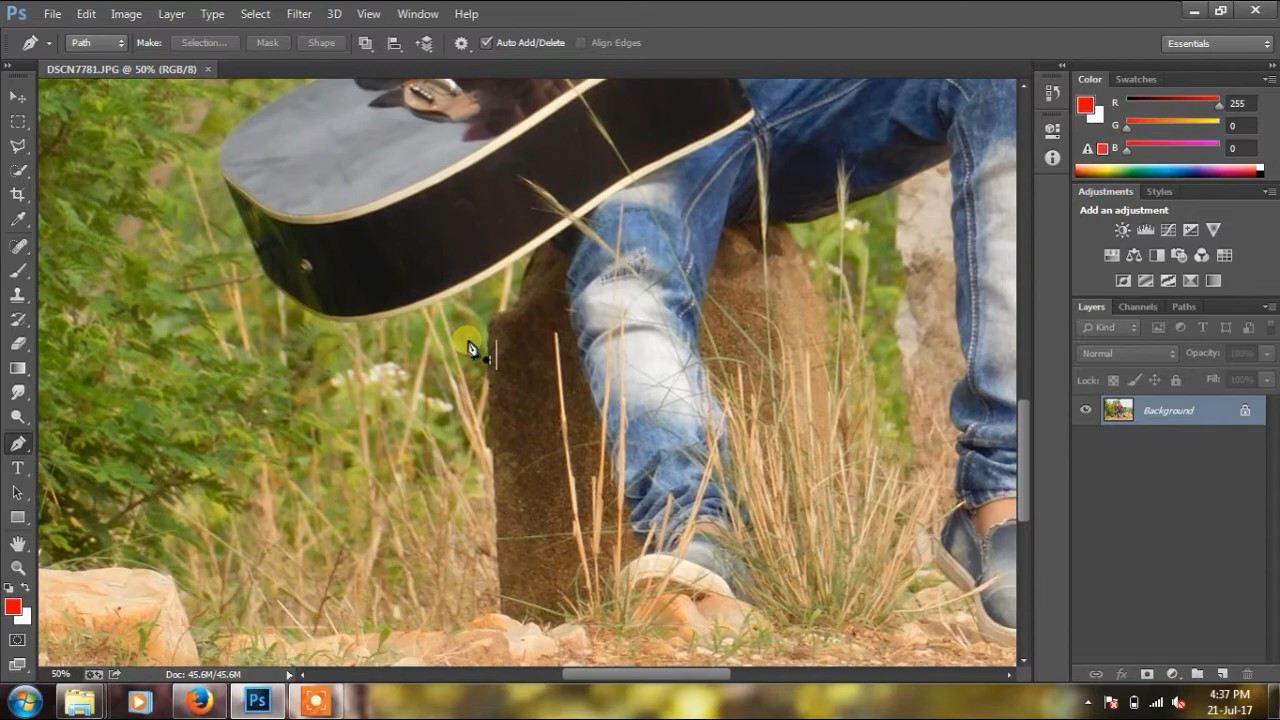 Ps File Edit Image Layer Type Select Filter 3D View Window Help
Path Make: Selection... Mask Shape Auto Add/Delete Align Edges Essentials
DSCN7781.JPG @ 50% (RGB/8) ×
Color Swatches
R 255
G 0
B 0
Adjustments Styles
Add an adjustment
Layers Channels Paths
Kind
Normal Opacity: 100%
Lock: Fill: 100%
Background
50% Doc: 45.6M/45.6M
Ps 4:37 PM
21-Jul-17